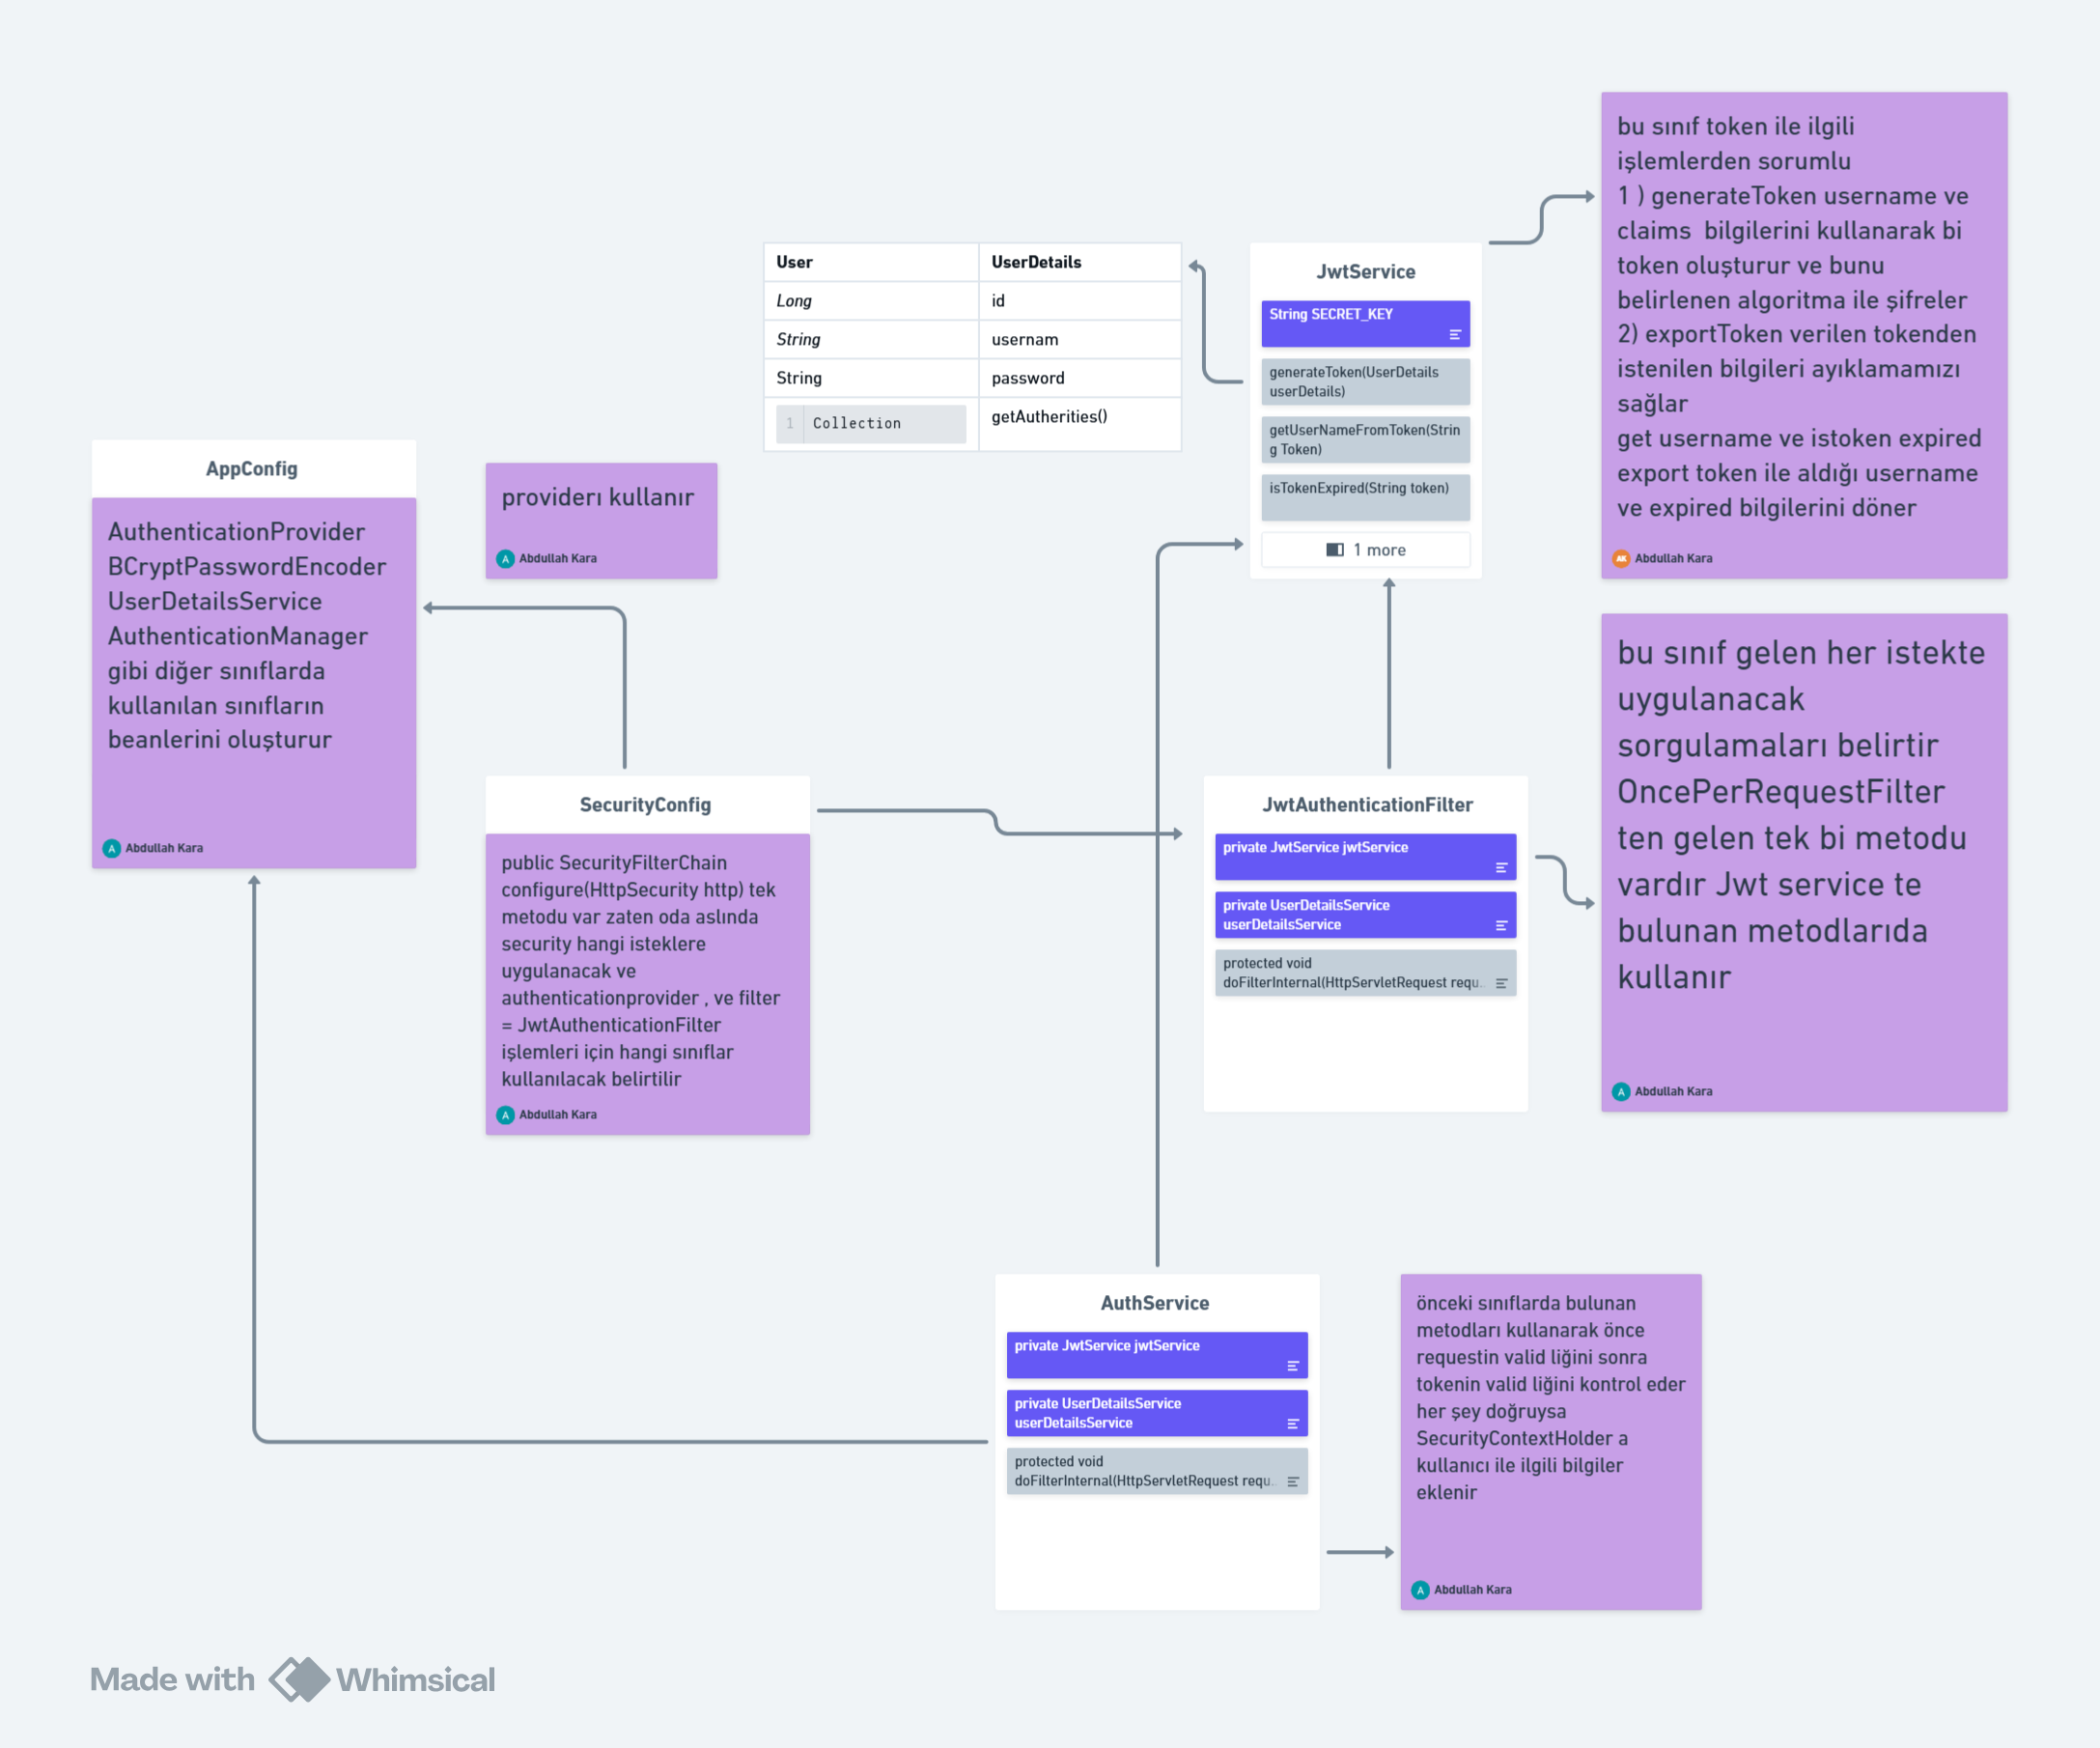 bu sınıf token ile ilgili
işlemlerden sorumlu
1 ) generateToken username ve
claims  bilgilerini kullanarak bi
token oluşturur ve bunu
belirlenen algoritma ile şifreler
2) exportToken verilen tokenden
istenilen bilgileri ayıklamamızı
sağlar
get username ve istoken expired
export token ile aldığı username
ve expired bilgilerini döner
AK Abdullah Kara
User UserDetails
Long id
String usernam
String password
1 Collection getAutherities()
JwtService
String SECRET_KEY
generateToken(UserDetails
userDetails)
getUserNameFromToken(Strin
g Token)
isTokenExpired(String token)
1 more
AppConfig
AuthenticationProvider
BCryptPasswordEncoder
UserDetailsService
AuthenticationManager
gibi diğer sınıflarda
kullanılan sınıfların
beanlerini oluşturur
A Abdullah Kara
providerı kullanır
A Abdullah Kara
SecurityConfig
public SecurityFilterChain
configure(HttpSecurity http) tek
metodu var zaten oda aslında
security hangi isteklere
uygulanacak ve
authenticationprovider , ve filter
= JwtAuthenticationFilter
işlemleri için hangi sınıflar
kullanılacak belirtilir
A Abdullah Kara
JwtAuthenticationFilter
private JwtService jwtService
private UserDetailsService
userDetailsService
protected void
doFilterInternal(HttpServletRequest requ..
bu sınıf gelen her istekte
uygulanacak
sorgulamaları belirtir
OncePerRequestFilter
ten gelen tek bi metodu
vardır Jwt service te
bulunan metodlarıda
kullanır
A Abdullah Kara
AuthService
private JwtService jwtService
private UserDetailsService
userDetailsService
protected void
doFilterInternal(HttpServletRequest requ..
önceki sınıflarda bulunan
metodları kullanarak önce
requestin valid liğini sonra
tokenin valid liğini kontrol eder
her şey doğruysa
SecurityContextHolder a
kullanıcı ile ilgili bilgiler
eklenir
A Abdullah Kara
Made with Whimsical